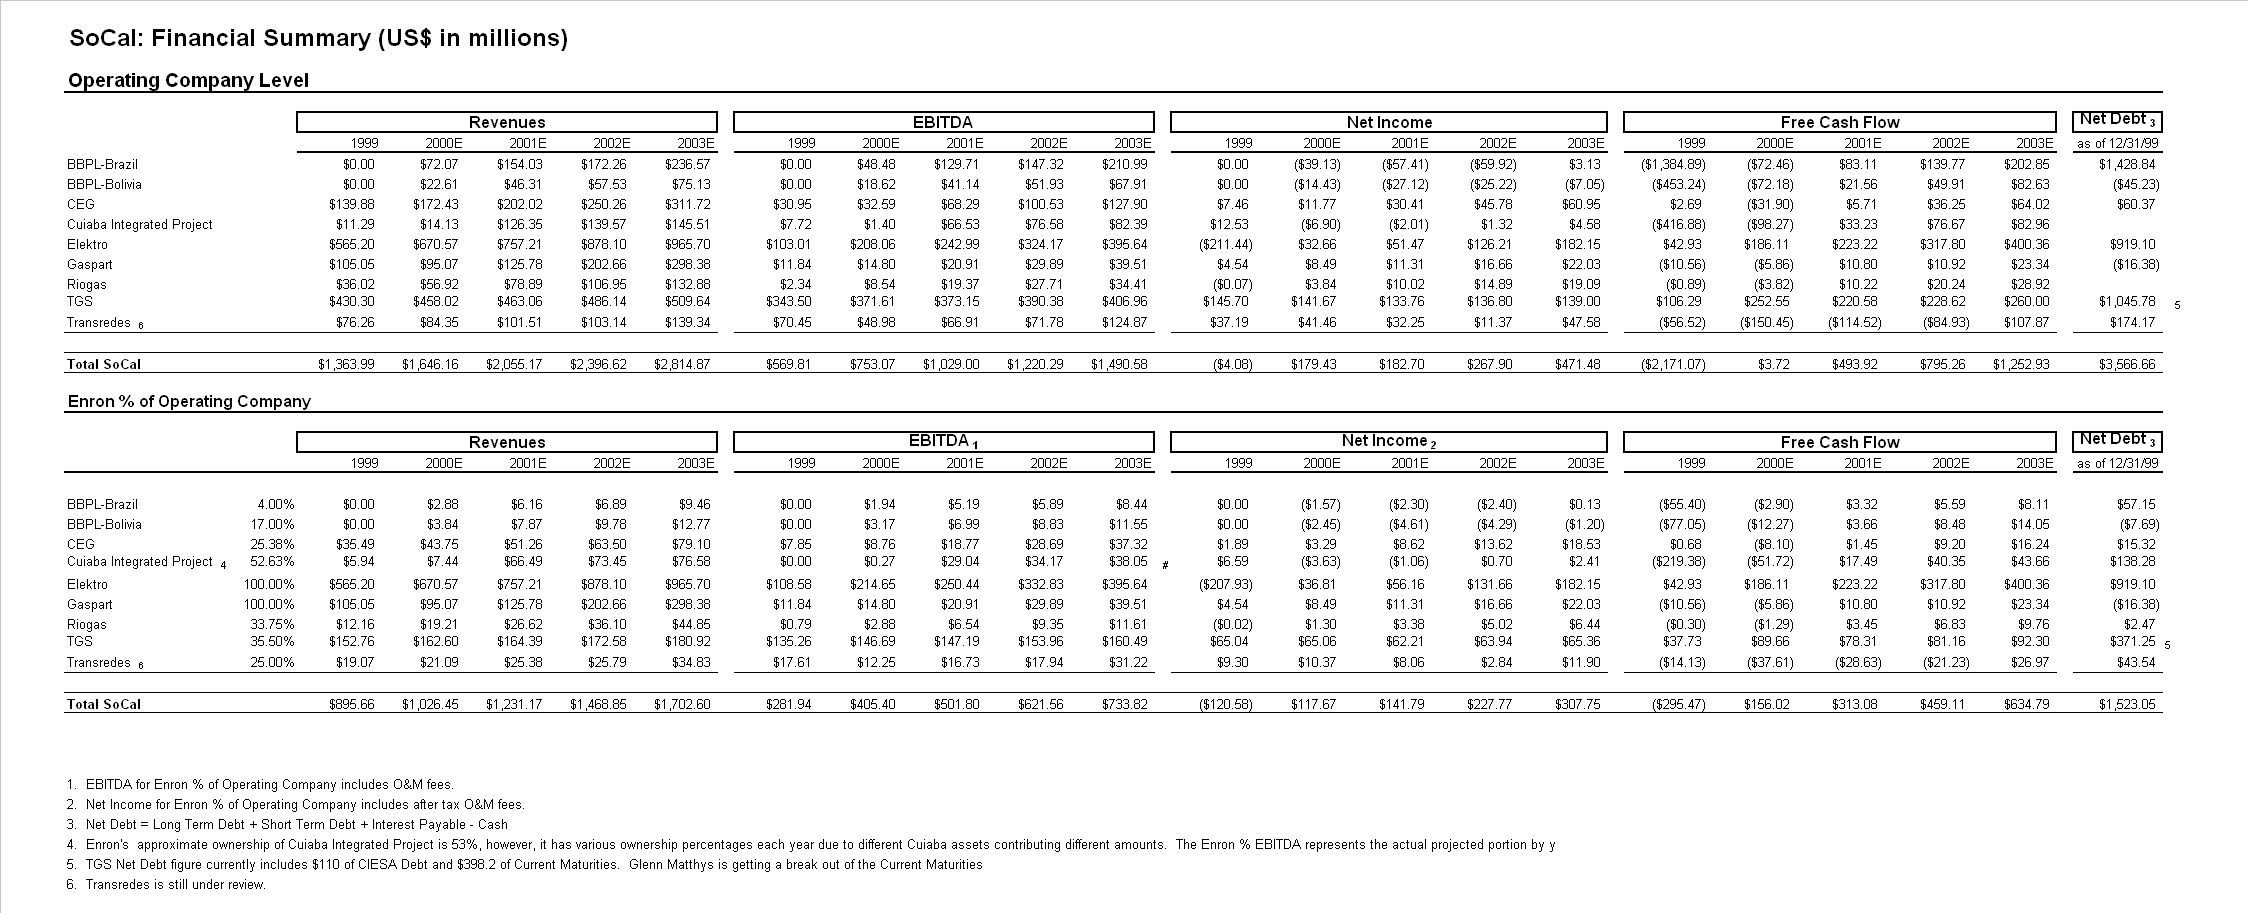 SoCal: Financial Summary (US$ in millions)
Operating Company Level
Revenues EBITDA Net Income Free Cash Flow Net Debt 3
1999 2000E 2001E 2002E 2003E 1999 2000E 2001E 2002E 2003E 1999 2000E 2001E 2002E 2003E 1999 2000E 2001E 2002E 2003E as of 12/31/99
BBPL-Brazil $0.00 $72.07 $154.03 $172.26 $236.57 $0.00 $48.48 $129.71 $147.32 $210.99 $0.00 ($39.13) ($57.41) ($59.92) $3.13 ($1,384.89) ($72.46) $83.11 $139.77 $202.85 $1,428.84
BBPL-Bolivia $0.00 $22.61 $46.31 $57.53 $75.13 $0.00 $18.62 $41.14 $51.93 $67.91 $0.00 ($14.43) ($27.12) ($25.22) ($7.05) ($453.24) ($72.18) $21.56 $49.91 $82.63 ($45.23)
CEG $139.88 $172.43 $202.02 $250.26 $311.72 $30.95 $32.59 $68.29 $100.53 $127.90 $7.46 $11.77 $30.41 $45.78 $60.95 $2.69 ($31.90) $5.71 $36.25 $64.02 $60.37
Cuiaba Integrated Project $11.29 $14.13 $126.35 $139.57 $145.51 $7.72 $1.40 $66.53 $76.58 $82.39 $12.53 ($6.90) ($2.01) $1.32 $4.58 ($416.88) ($98.27) $33.23 $76.67 $82.96
Elektro $565.20 $670.57 $757.21 $878.10 $965.70 $103.01 $208.06 $242.99 $324.17 $395.64 ($211.44) $32.66 $51.47 $126.21 $182.15 $42.93 $186.11 $223.22 $317.80 $400.36 $919.10
Gaspart $105.05 $95.07 $125.78 $202.66 $298.38 $11.84 $14.80 $20.91 $29.89 $39.51 $4.54 $8.49 $11.31 $16.66 $22.03 ($10.56) ($5.86) $10.80 $10.92 $23.34 ($16.38)
Riogas $36.02 $56.92 $78.89 $106.95 $132.88 $2.34 $8.54 $19.37 $27.71 $34.41 ($0.07) $3.84 $10.02 $14.89 $19.09 ($0.89) ($3.82) $10.22 $20.24 $28.92
TGS $430.30 $458.02 $463.06 $486.14 $509.64 $343.50 $371.61 $373.15 $390.38 $406.96 $145.70 $141.67 $133.76 $136.80 $139.00 $106.29 $252.55 $220.58 $228.62 $260.00 $1,045.78 5
Transredes 6 $76.26 $84.35 $101.51 $103.14 $139.34 $70.45 $48.98 $66.91 $71.78 $124.87 $37.19 $41.46 $32.25 $11.37 $47.58 ($56.52) ($150.45) ($114.52) ($84.93) $107.87 $174.17
Total SoCal $1,363.99 $1,646.16 $2,055.17 $2,396.62 $2,814.87 $569.81 $753.07 $1,029.00 $1,220.29 $1,490.58 ($4.08) $179.43 $182.70 $267.90 $471.48 ($2,171.07) $3.72 $493.92 $795.26 $1,252.93 $3,566.66
Enron % of Operating Company
Revenues EBITDA 1 Net Income 2 Free Cash Flow Net Debt 3
1999 2000E 2001E 2002E 2003E 1999 2000E 2001E 2002E 2003E 1999 2000E 2001E 2002E 2003E 1999 2000E 2001E 2002E 2003E as of 12/31/99
BBPL-Brazil 4.00% $0.00 $2.88 $6.16 $6.89 $9.46 $0.00 $1.94 $5.19 $5.89 $8.44 $0.00 ($1.57) ($2.30) ($2.40) $0.13 ($55.40) ($2.90) $3.32 $5.59 $8.11 $57.15
BBPL-Bolivia 17.00% $0.00 $3.84 $7.87 $9.78 $12.77 $0.00 $3.17 $6.99 $8.83 $11.55 $0.00 ($2.45) ($4.61) ($4.29) ($1.20) ($77.05) ($12.27) $3.66 $8.48 $14.05 ($7.69)
CEG 25.38% $35.49 $43.75 $51.26 $63.50 $79.10 $7.85 $8.76 $18.77 $28.69 $37.32 $1.89 $3.29 $8.62 $13.62 $18.53 $0.68 ($8.10) $1.45 $9.20 $16.24 $15.32
Cuiaba Integrated Project 4 52.63% $5.94 $7.44 $66.49 $73.45 $76.58 $0.00 $0.27 $29.04 $34.17 $38.05 # $6.59 ($3.63) ($1.06) $0.70 $2.41 ($219.38) ($51.72) $17.49 $40.35 $43.66 $138.28
Elektro 100.00% $565.20 $670.57 $757.21 $878.10 $965.70 $108.58 $214.65 $250.44 $332.83 $395.64 ($207.93) $36.81 $56.16 $131.66 $182.15 $42.93 $186.11 $223.22 $317.80 $400.36 $919.10
Gaspart 100.00% $105.05 $95.07 $125.78 $202.66 $298.38 $11.84 $14.80 $20.91 $29.89 $39.51 $4.54 $8.49 $11.31 $16.66 $22.03 ($10.56) ($5.86) $10.80 $10.92 $23.34 ($16.38)
Riogas 33.75% $12.16 $19.21 $26.62 $36.10 $44.85 $0.79 $2.88 $6.54 $9.35 $11.61 ($0.02) $1.30 $3.38 $5.02 $6.44 ($0.30) ($1.29) $3.45 $6.83 $9.76 $2.47
TGS 35.50% $152.76 $162.60 $164.39 $172.58 $180.92 $135.26 $146.69 $147.19 $153.96 $160.49 $65.04 $65.06 $62.21 $63.94 $65.36 $37.73 $89.66 $78.31 $81.16 $92.30 $371.25 5
Transredes 6 25.00% $19.07 $21.09 $25.38 $25.79 $34.83 $17.61 $12.25 $16.73 $17.94 $31.22 $9.30 $10.37 $8.06 $2.84 $11.90 ($14.13) ($37.61) ($28.63) ($21.23) $26.97 $43.54
Total SoCal $895.66 $1,026.45 $1,231.17 $1,468.85 $1,702.60 $281.94 $405.40 $501.80 $621.56 $733.82 ($120.58) $117.67 $141.79 $227.77 $307.75 ($295.47) $156.02 $313.08 $459.11 $634.79 $1,523.05
1. EBITDA for Enron % of Operating Company includes O&M fees.
2. Net Income for Enron % of Operating Company includes after tax O&M fees.
3. Net Debt = Long Term Debt + Short Term Debt + Interest Payable - Cash
4. Enron's approximate ownership of Cuiaba Integrated Project is 53%, however, it has various ownership percentages each year due to different Cuiaba assets contributing different amounts. The Enron % EBITDA represents the actual projected portion by y
5. TGS Net Debt figure currently includes $110 of CIESA Debt and $398.2 of Current Maturities. Glenn Matthys is getting a break out of the Current Maturities
6. Transredes is still under review.